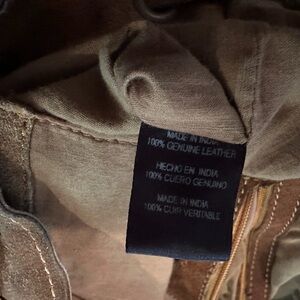 MADE IN INDIA
100% GENUINE LEATHER
HECHO EN INDIA
100% CUERO GENUINO
MADE IN INDIA
100% CUIR VERITABLE